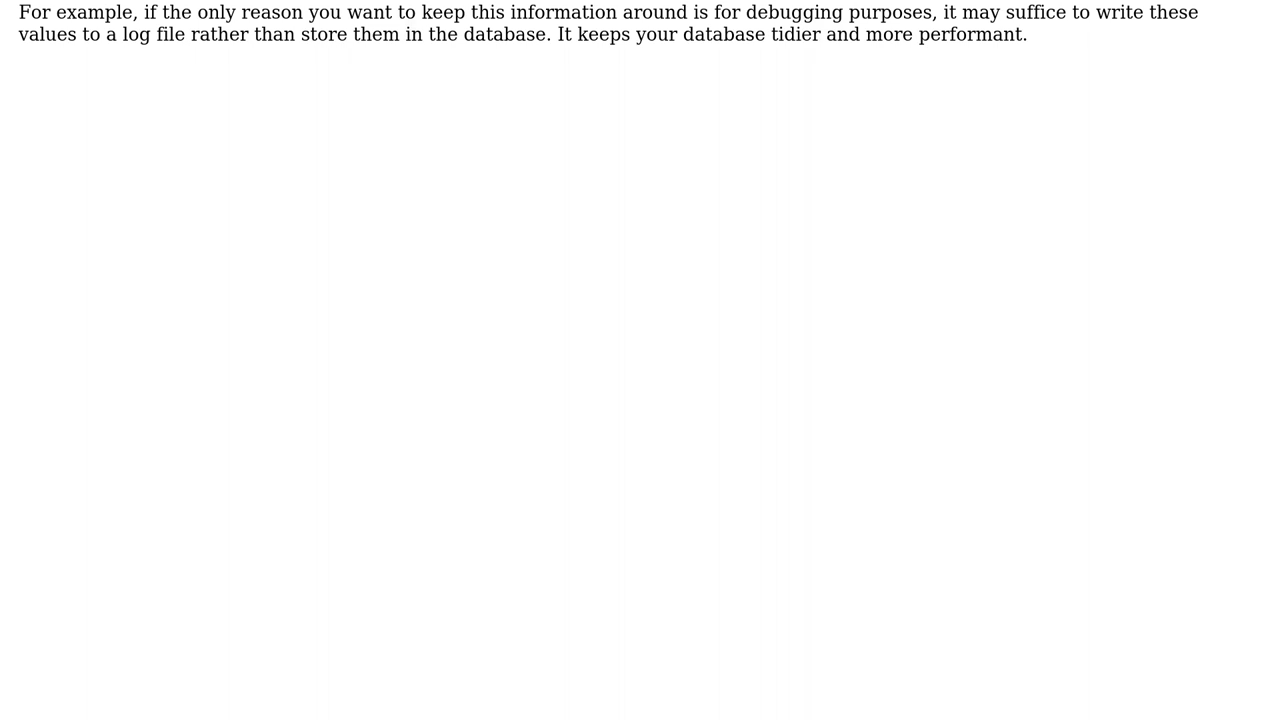 For example, if the only reason you want to keep this information around is for debugging purposes, it may suffice to write these
values to a log file rather than store them in the database. It keeps your database tidier and more performant.